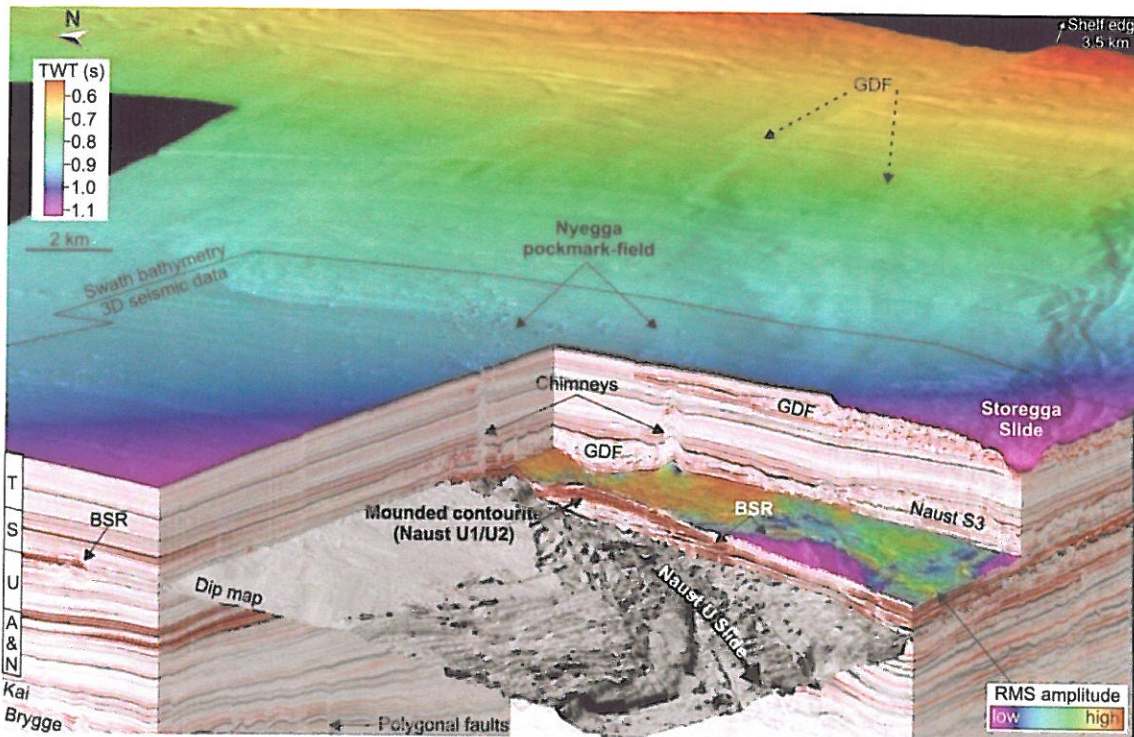 N
Shelf edg
3.5 km
TWT (s)
0.6
0.7
0.8
0.9
1.0
1.1
GDF
2 km
Nyegga
pockmark-field
Swath bathymetry
3D seismic data
Chimneys
GDF
Storegga
Slide
GDF
T
S
U
A
&
N
BSR
Mounded contourite
(Naust U1/U2)
BSR
Naust S3
Dip map
Naust U Slide
Kai
Brygge
Polygonal faults
RMS amplitude
low
high